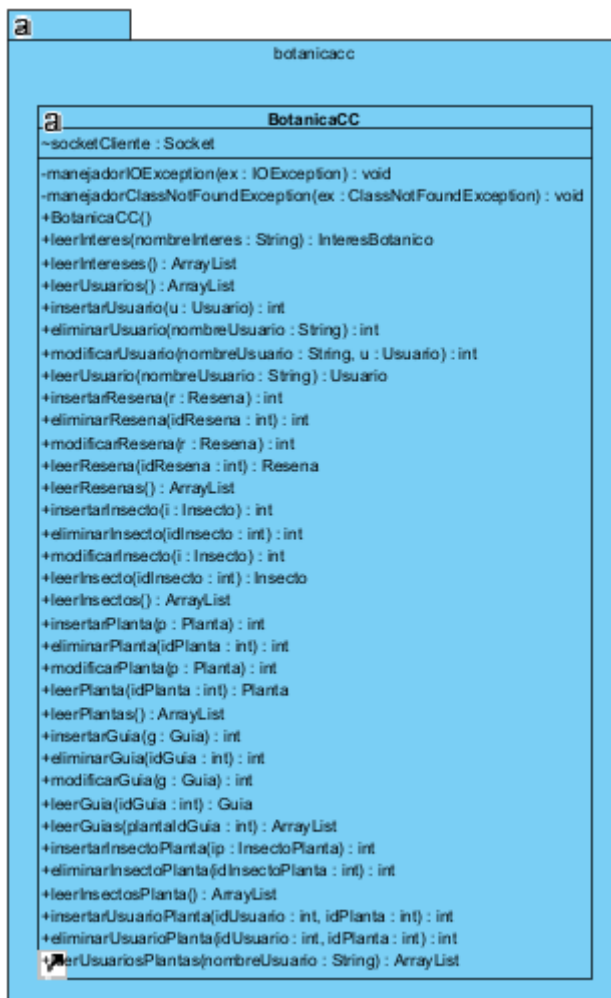 a
botanicacc
a
BotanicaCC
~socketCliente : Socket
-manejadorIOException(ex : IOException) : void
-manejadorClassNotFoundException(ex : ClassNotFoundException) : void
+BotanicaCC()
+leerInteres(nombreInteres : String) : InteresBotanico
+leerIntereses() : ArrayList
+leerUsuarios() : ArrayList
+insertarUsuario(u : Usuario) : int
+eliminarUsuario(nombreUsuario : String) : int
+modificarUsuario(nombreUsuario : String, u : Usuario) : int
+leerUsuario(nombreUsuario : String) : Usuario
+insertarResena(r : Resena) : int
+eliminarResena(idResena : int) : int
+modificarResena(r : Resena) : int
+leerResena(idResena : int) : Resena
+leerResenas() : ArrayList
+insertarInsecto(i : Insecto) : int
+eliminarInsecto(idInsecto : int) : int
+modificarInsecto(i : Insecto) : int
+leerInsecto(idInsecto : int) : Insecto
+leerInsectos() : ArrayList
+insertarPlanta(p : Planta) : int
+eliminarPlanta(idPlanta : int) : int
+modificarPlanta(p : Planta) : int
+leerPlanta(idPlanta : int) : Planta
+leerPlantas() : ArrayList
+insertarGuia(g : Guia) : int
+eliminarGuia(idGuia : int) : int
+modificarGuia(g : Guia) : int
+leerGuia(idGuia : int) : Guia
+leerGuias(plantaIdGuia : int) : ArrayList
+insertarInsectoPlanta(ip : InsectoPlanta) : int
+eliminarInsectoPlanta(idInsectoPlanta : int) : int
+leerInsectosPlanta() : ArrayList
+insertarUsuarioPlanta(idUsuario : int, idPlanta : int) : int
+eliminarUsuarioPlanta(idUsuario : int, idPlanta : int) : int
eerUsuariosPlantas(nombreUsuario : String) : ArrayList